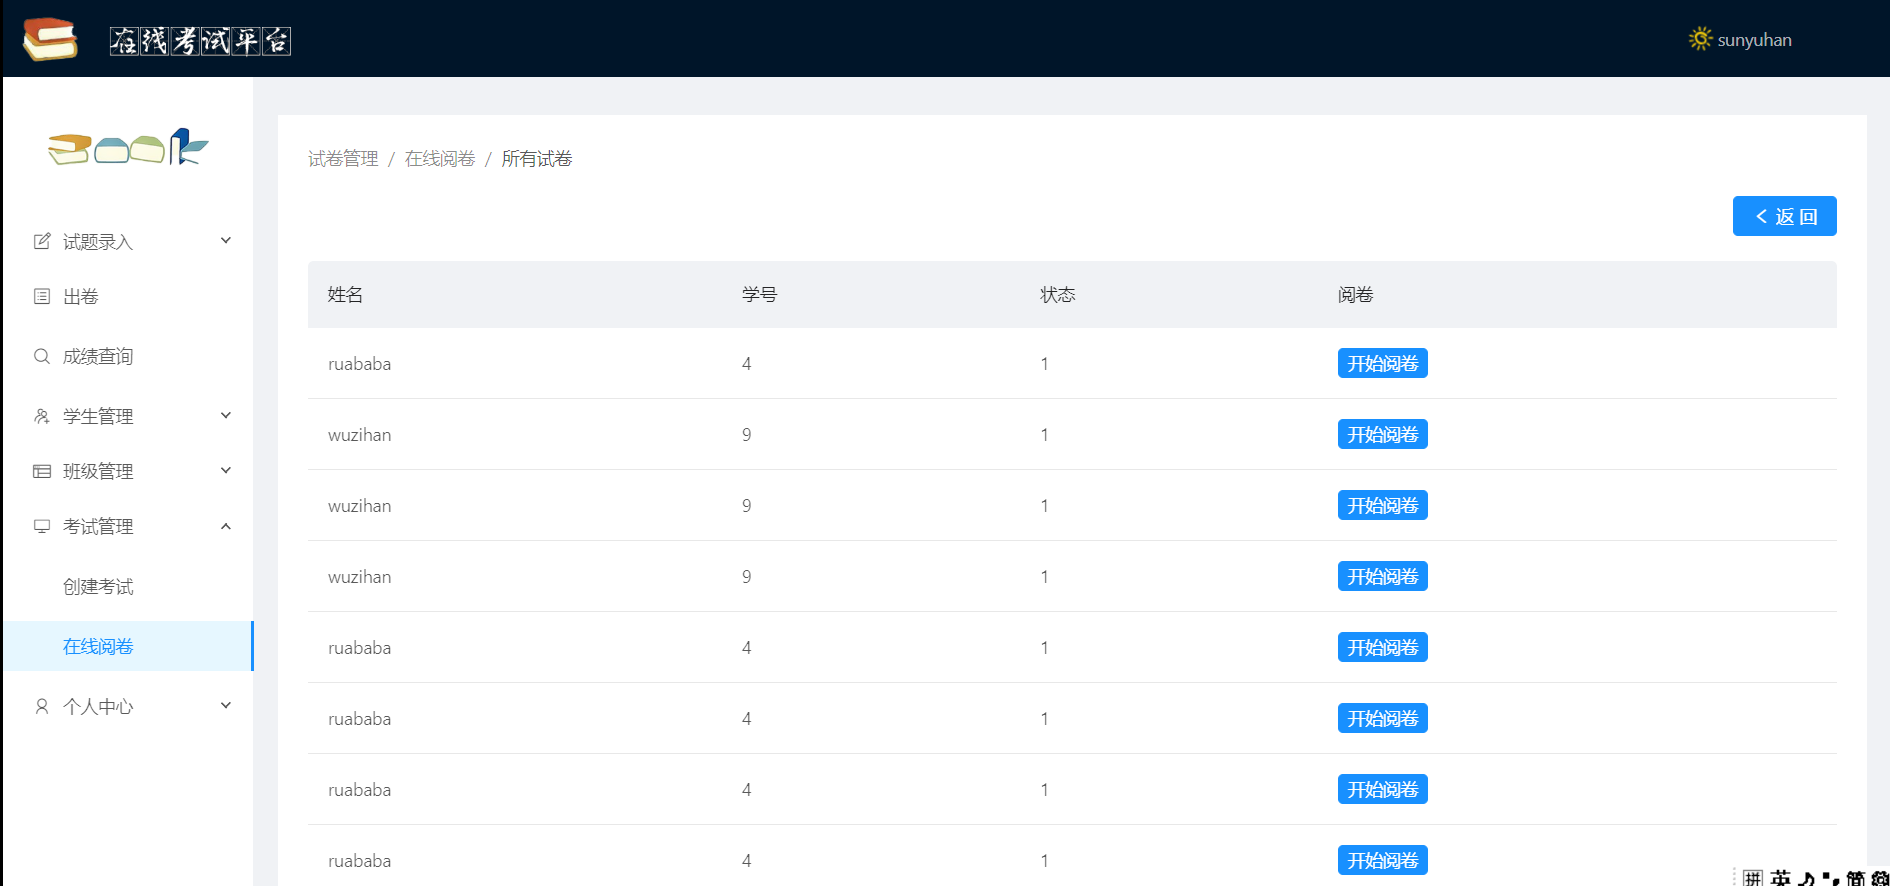 在线考试平台
sunyuhan
book
试题录入
出卷
成绩查询
学生管理
班级管理
考试管理
创建考试
在线阅卷
个人中心
试卷管理 / 在线阅卷 / 所有试卷
< 返 回
姓名 学号 状态 阅卷
ruababa 4 1 开始阅卷
wuzihan 9 1 开始阅卷
wuzihan 9 1 开始阅卷
wuzihan 9 1 开始阅卷
ruababa 4 1 开始阅卷
ruababa 4 1 开始阅卷
ruababa 4 1 开始阅卷
ruababa 4 1 开始阅卷
拼 英 简